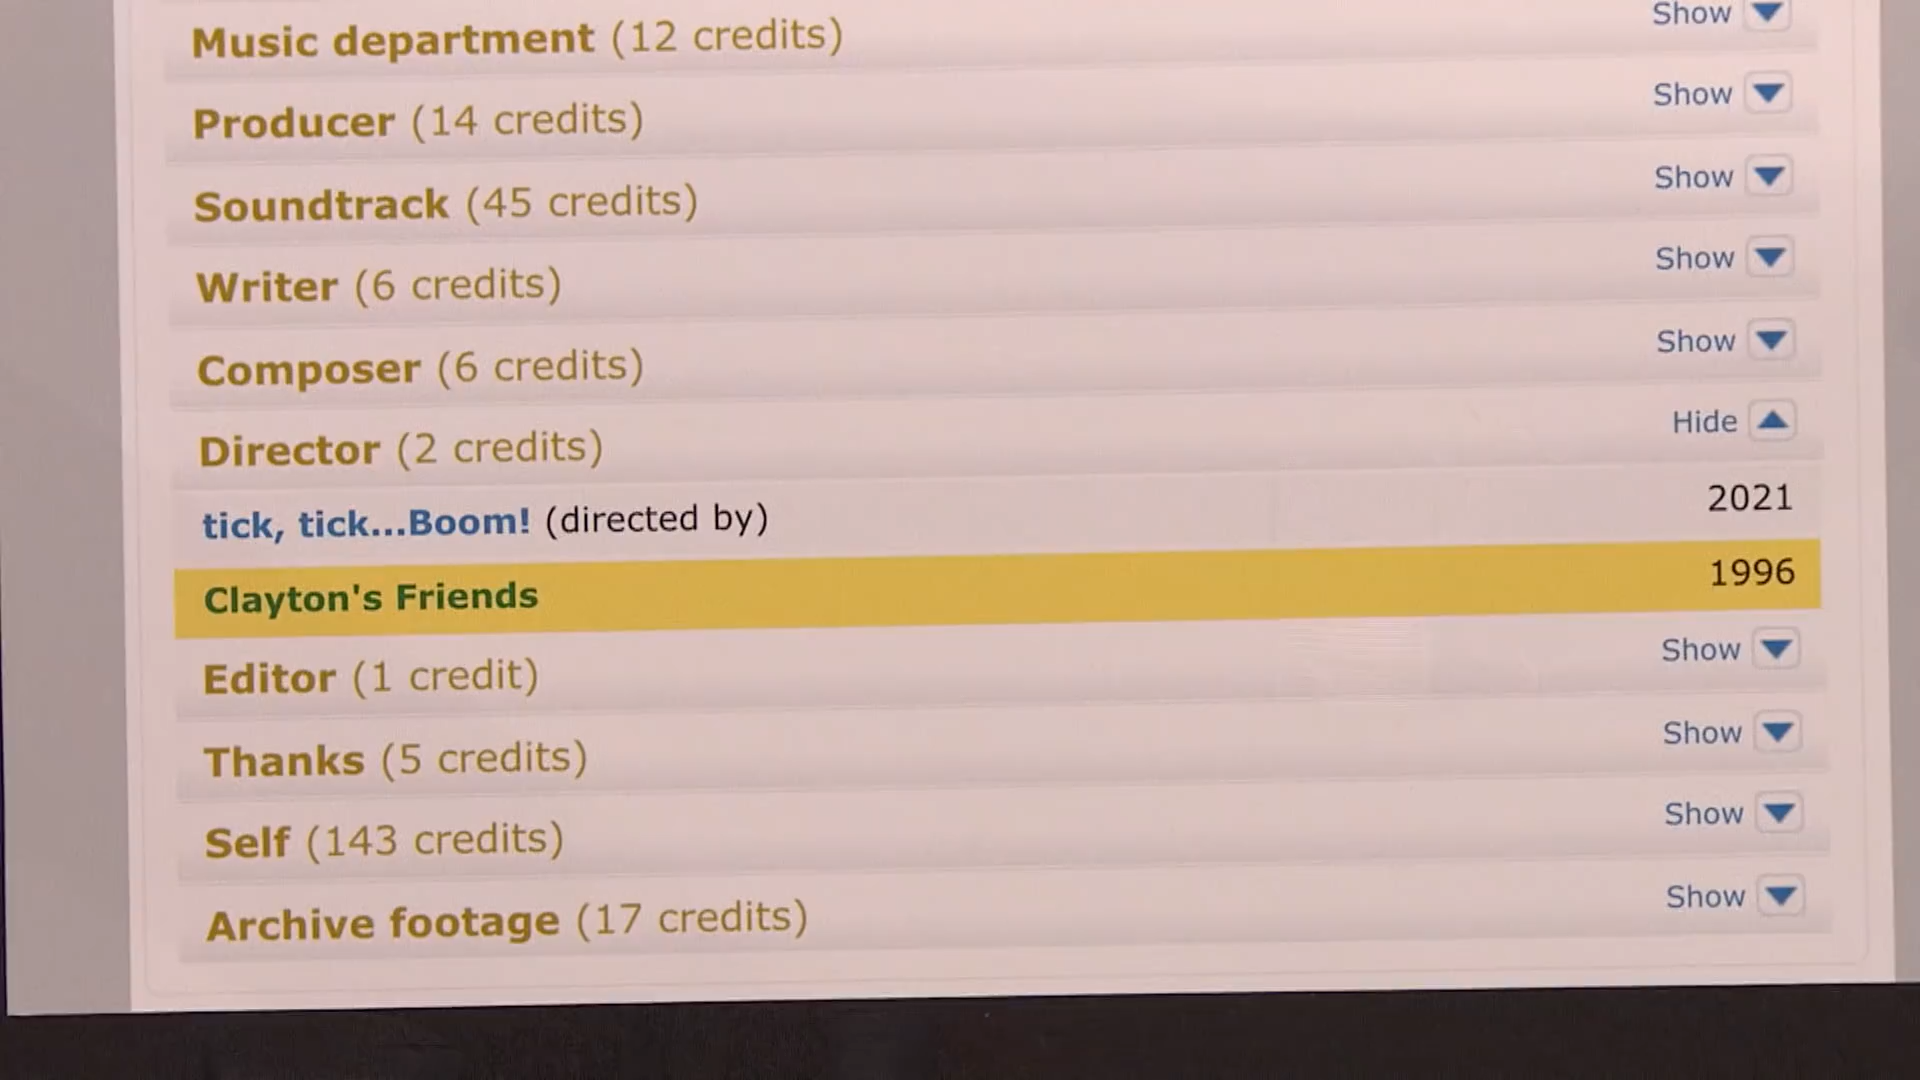 Music department (12 credits) Show
Producer (14 credits) Show
Soundtrack (45 credits) Show
Writer (6 credits) Show
Composer (6 credits) Show
Director (2 credits) Hide
tick, tick...Boom! (directed by) 2021
Clayton's Friends 1996
Editor (1 credit) Show
Thanks (5 credits) Show
Self (143 credits) Show
Archive footage (17 credits) Show